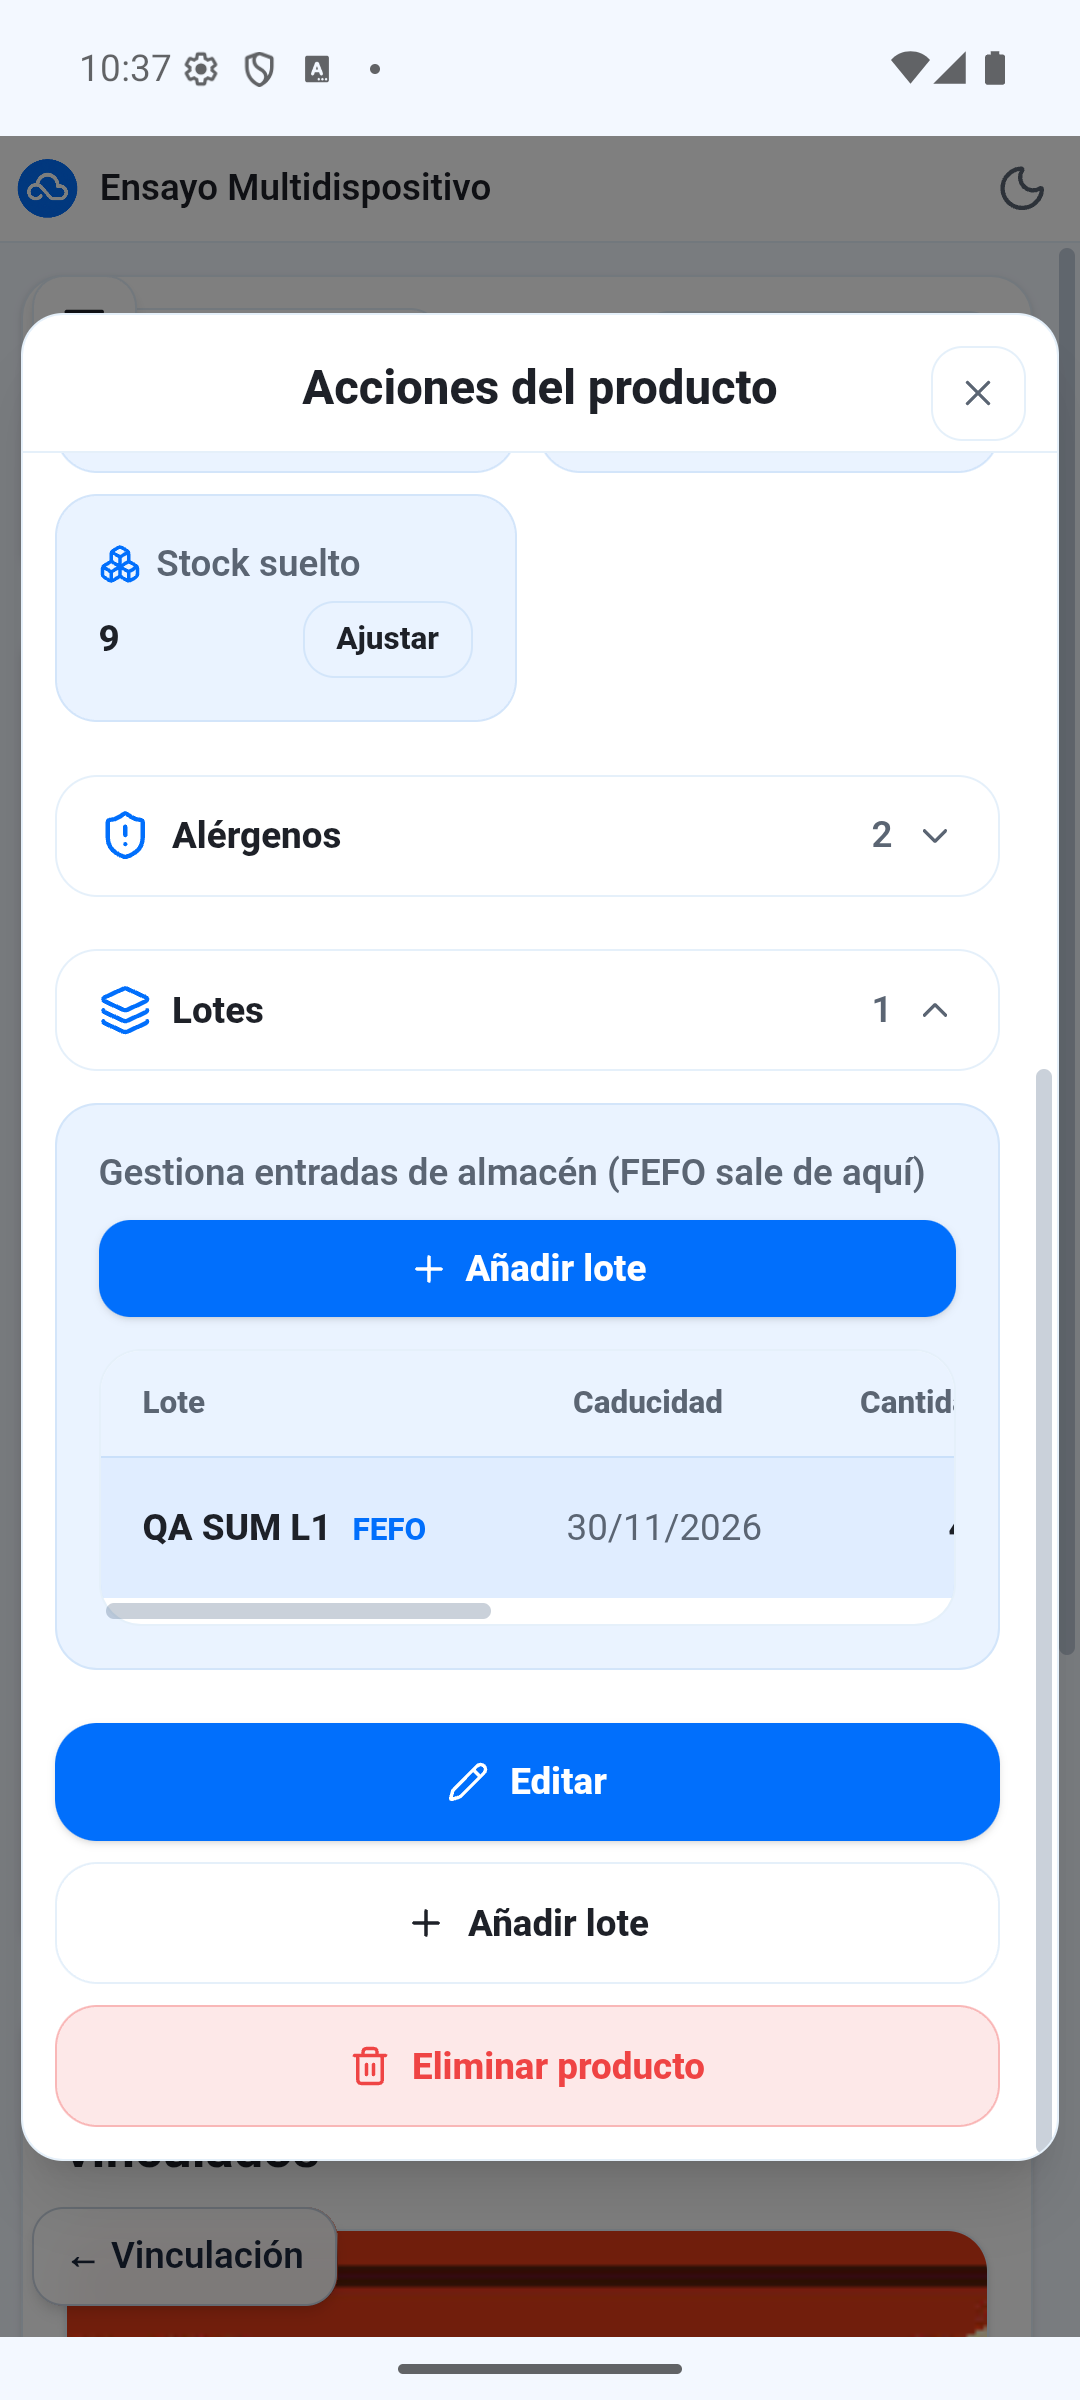 10:37
Ensayo Multidispositivo
Acciones del producto
Stock suelto
9
Ajustar
Alérgenos
2
Lotes
1
Gestiona entradas de almacén (FEFO sale de aquí)
Añadir lote
Lote Caducidad
QA SUM L1 FEFO 30/11/2026
Editar
Añadir lote
Eliminar producto
← Vinculación